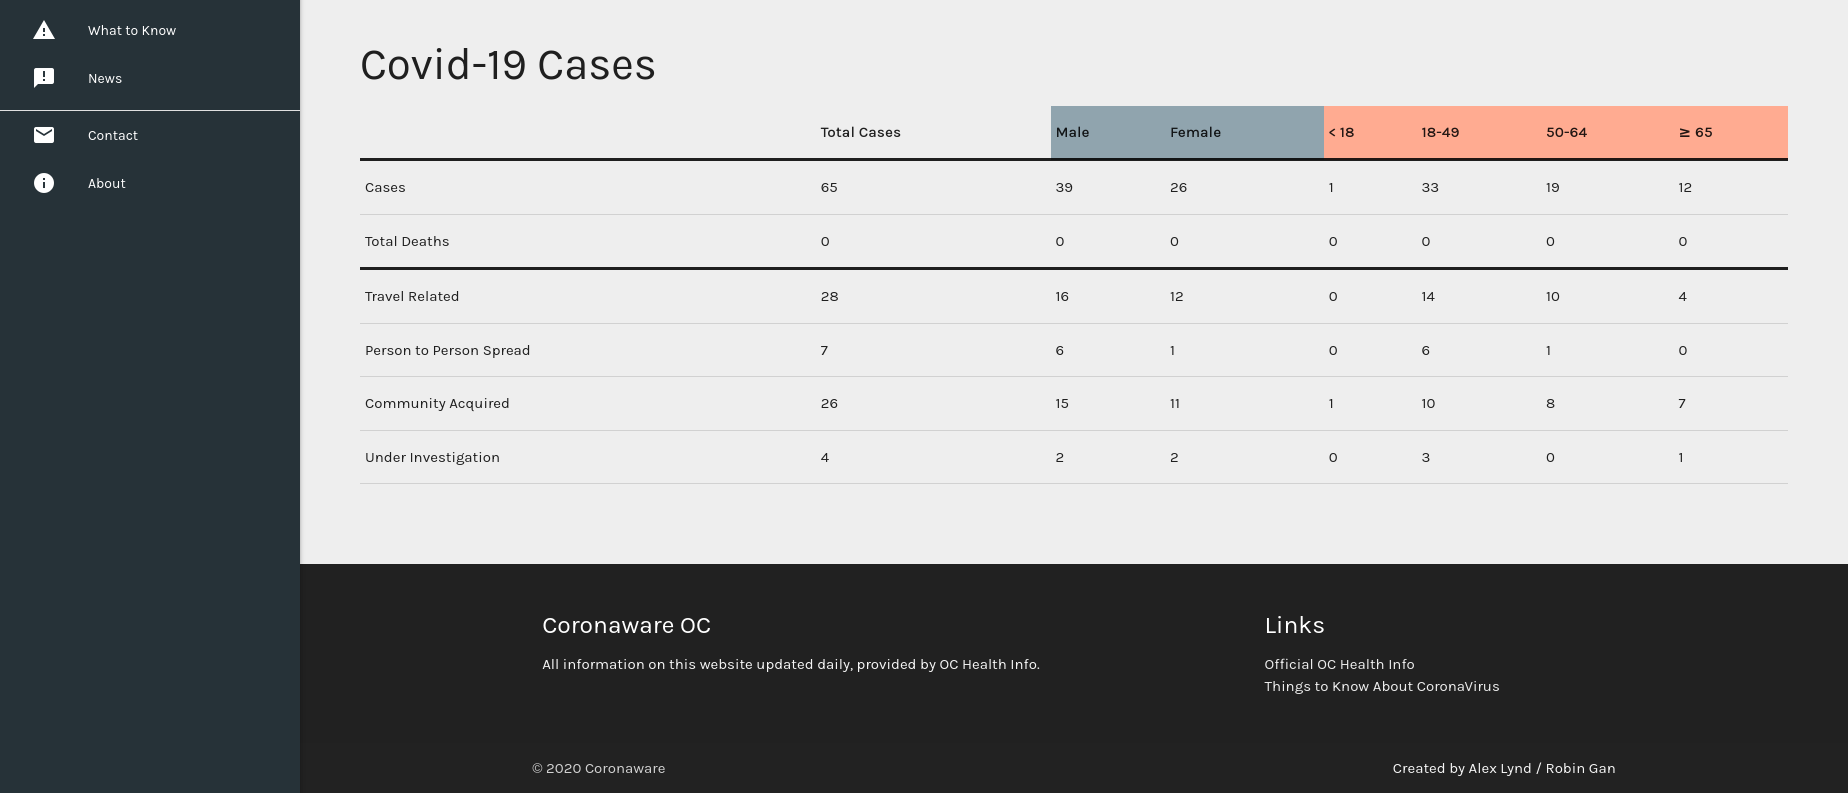 What to Know
News
Contact
About
Covid-19 Cases
Total Cases Male Female < 18 18-49 50-64 ≥ 65
Cases 65 39 26 1 33 19 12
Total Deaths 0 0 0 0 0 0 0
Travel Related 28 16 12 0 14 10 4
Person to Person Spread 7 6 1 0 6 1 0
Community Acquired 26 15 11 1 10 8 7
Under Investigation 4 2 2 0 3 0 1
Coronaware OC
All information on this website updated daily, provided by OC Health Info.
Links
Official OC Health Info
Things to Know About CoronaVirus
© 2020 Coronaware
Created by Alex Lynd / Robin Gan